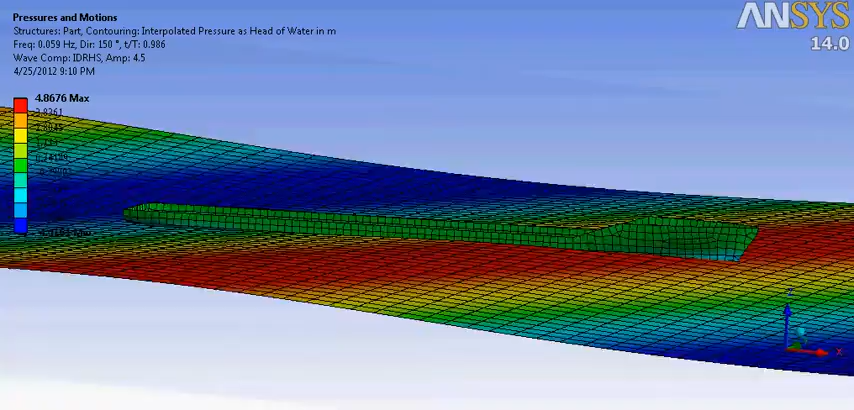 Pressures and Motions
Structures: Part, Contouring: Interpolated Pressure as Head of Water in m
Freq: 0.059 Hz, Dir: 150 °, t/T: 0.986
Wave Comp: IDRHS, Amp: 4.5
4/25/2012 9:10 PM
ANSYS
14.0
4.8676 Max
3.8361
Z
X